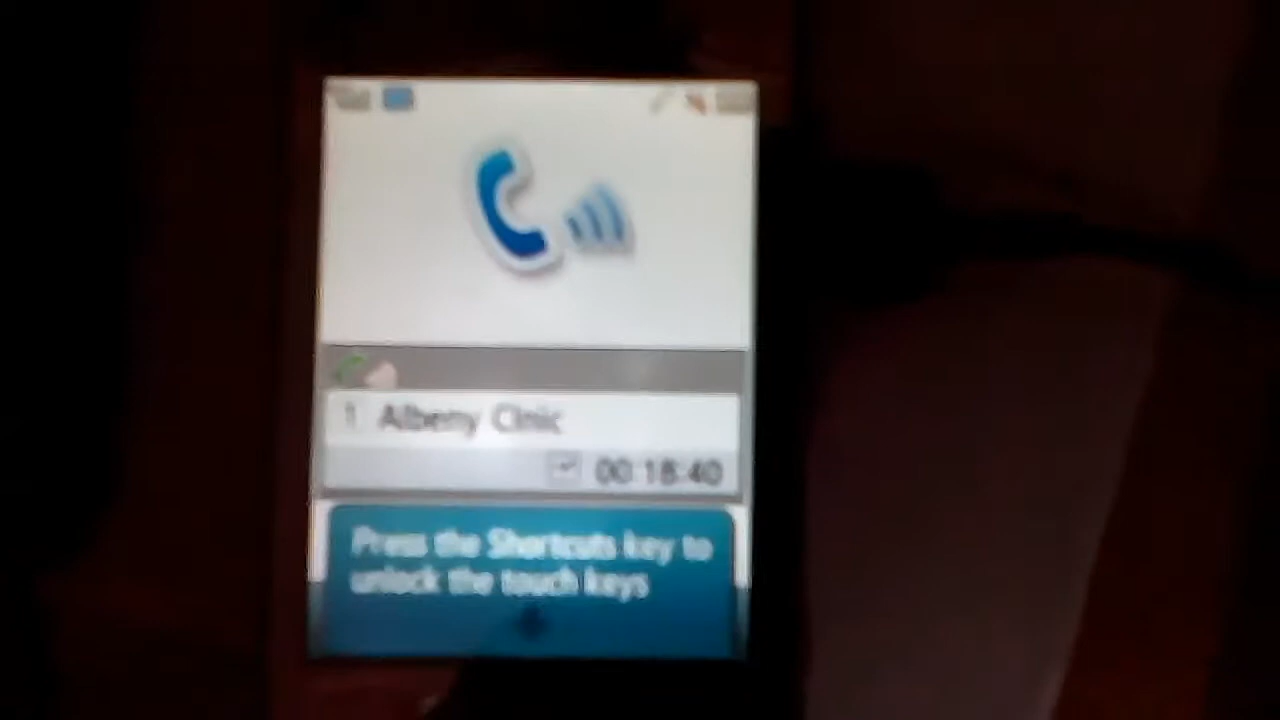 1 Albeny Clinic
00:18:40
Press the Shortcuts key to
unlock the touch keys